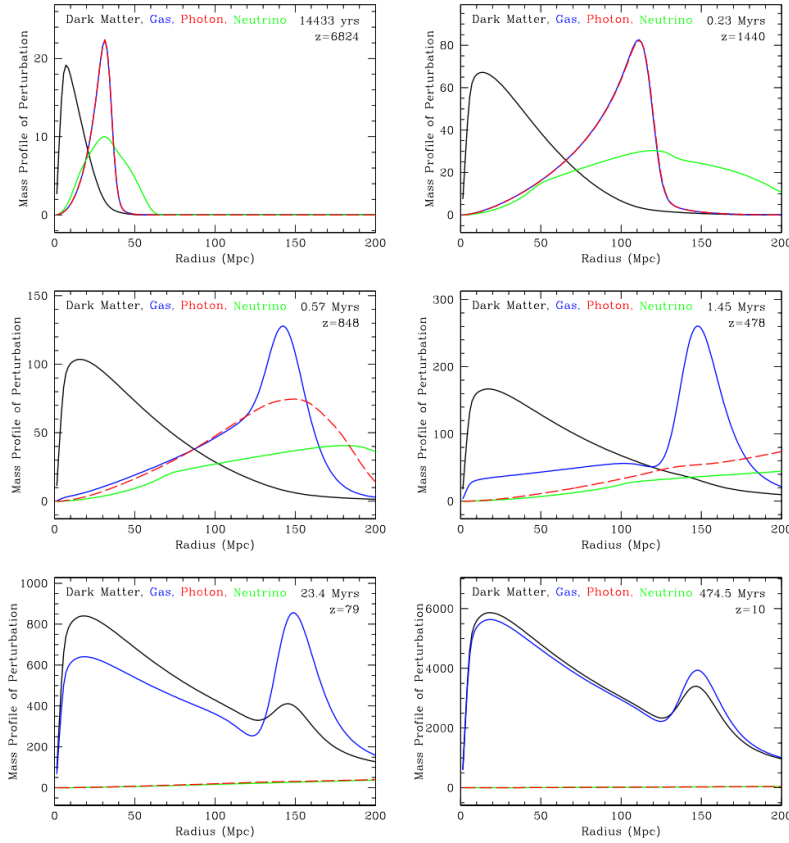 Dark Matter, Gas, Photon, Neutrino 14433 yrs
z=6824
Mass Profile of Perturbation
20
10
0
0 50 100 150 200
Radius (Mpc)
Dark Matter, Gas, Photon, Neutrino 0.23 Myrs
z=1440
Mass Profile of Perturbation
80
60
40
20
0
0 50 100 150 200
Radius (Mpc)
Dark Matter, Gas, Photon, Neutrino 0.57 Myrs
z=848
Mass Profile of Perturbation
150
100
50
0
0 50 100 150 200
Radius (Mpc)
Dark Matter, Gas, Photon, Neutrino 1.45 Myrs
z=478
Mass Profile of Perturbation
300
200
100
0
0 50 100 150 200
Radius (Mpc)
Dark Matter, Gas, Photon, Neutrino 23.4 Myrs
z=79
Mass Profile of Perturbation
1000
800
600
400
200
0
0 50 100 150 200
Radius (Mpc)
Dark Matter, Gas, Photon, Neutrino 474.5 Myrs
z=10
Mass Profile of Perturbation
6000
4000
2000
0
0 50 100 150 200
Radius (Mpc)